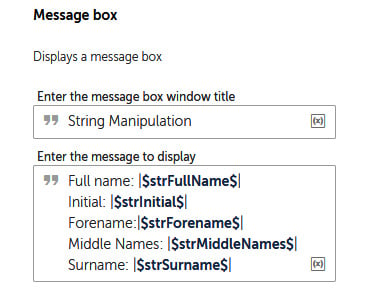 Message box
Displays a message box
Enter the message box window title
String Manipulation
(x)
Enter the message to display
Full name: |$strFullName$|
Initial: |$strInitial$|
Forename:|$strForename$|
Middle Names: |$strMiddleNames$|
Surname: |$strSurname$|
(x)